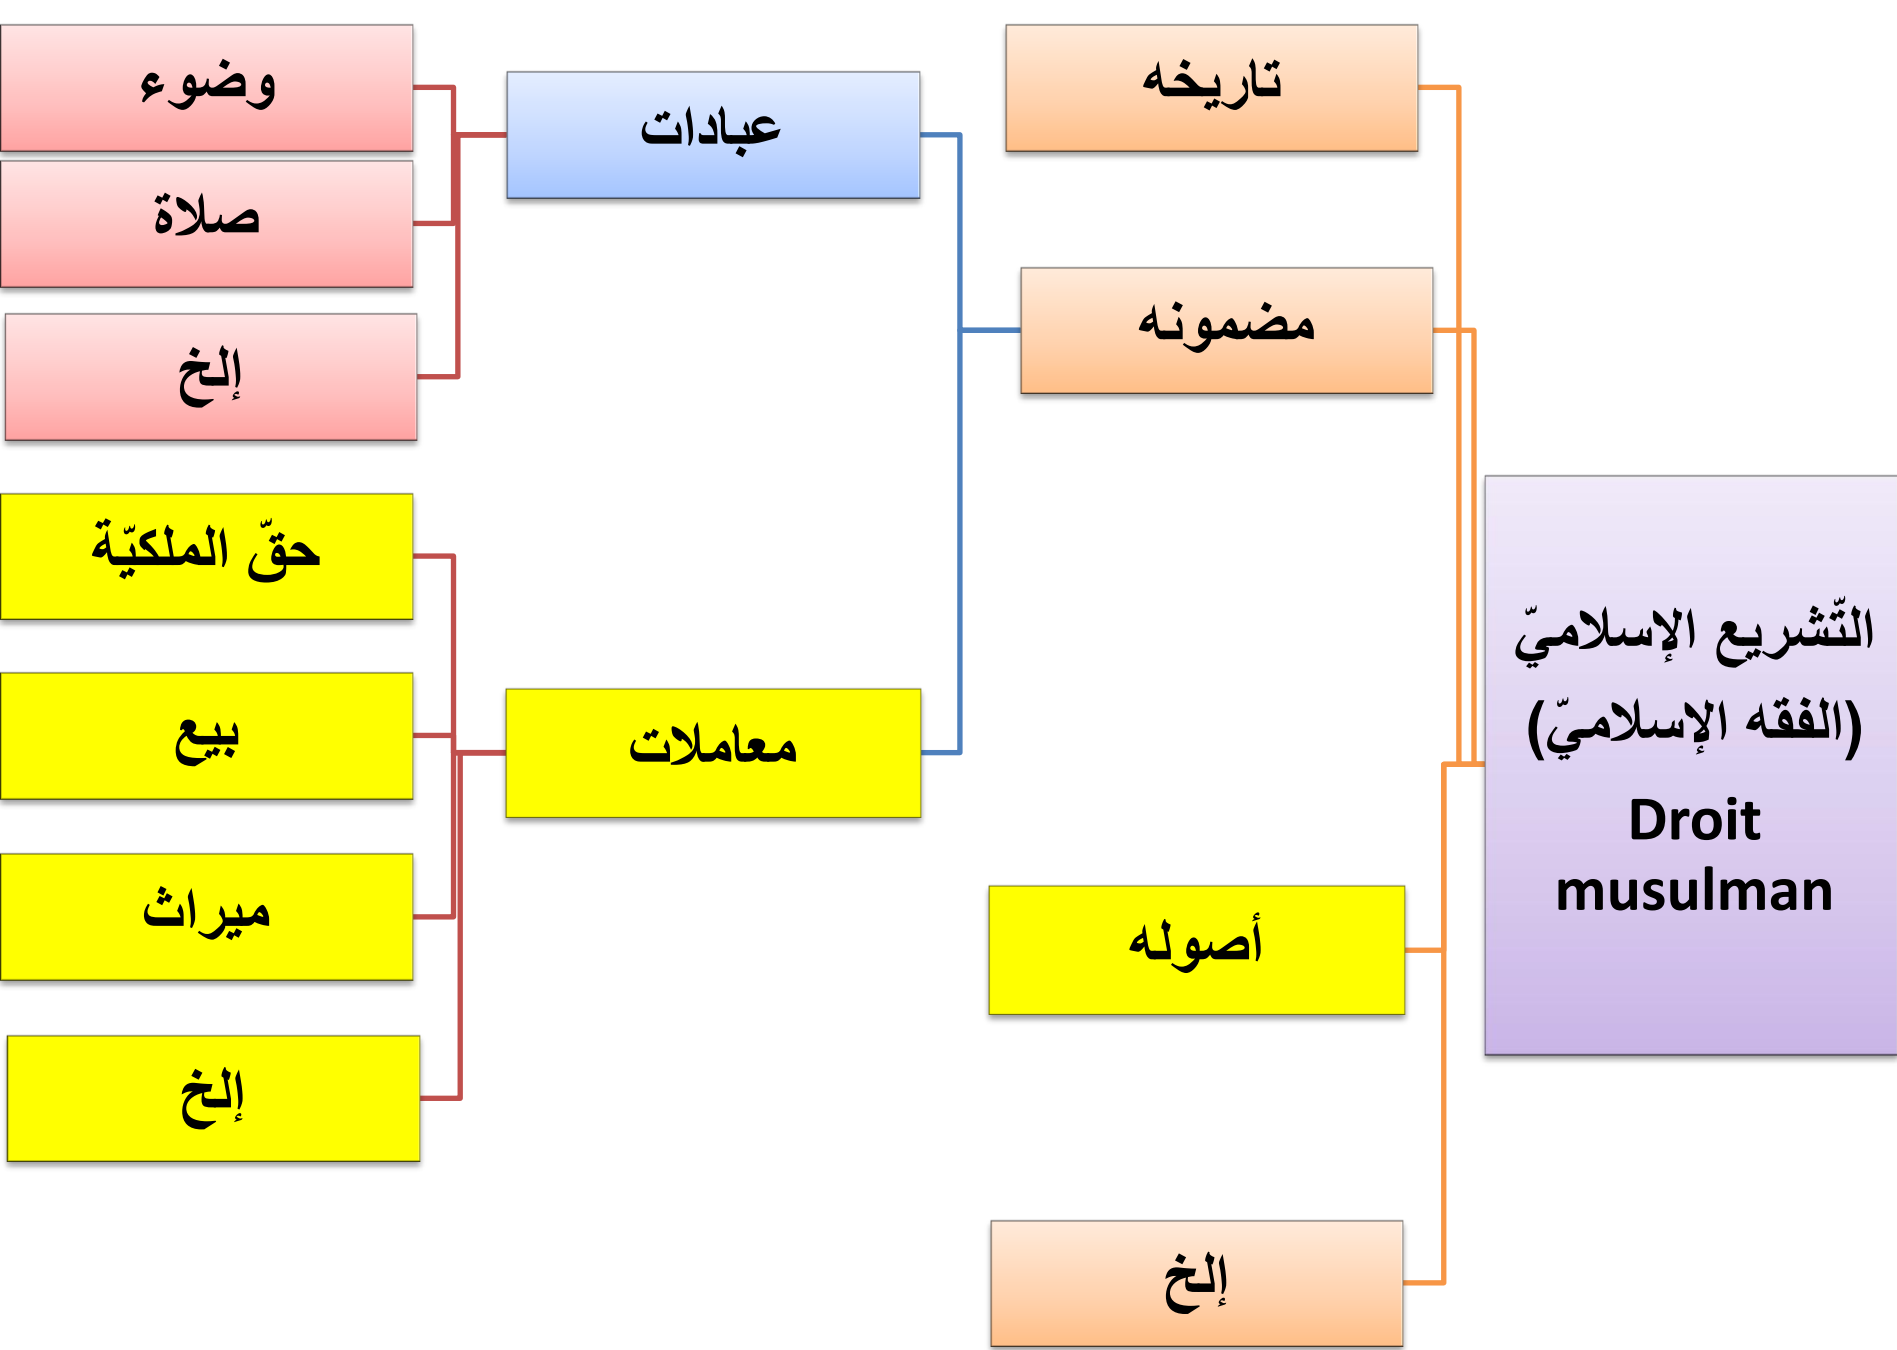 التّشريع الإسلاميّ
(الفقه الإسلاميّ)
Droit
musulman
تاريخه
مضمونه
عبادات
وضوء
صلاة
إلخ
معاملات
حقّ الملكيّة
بيع
ميراث
إلخ
أصوله
إلخ